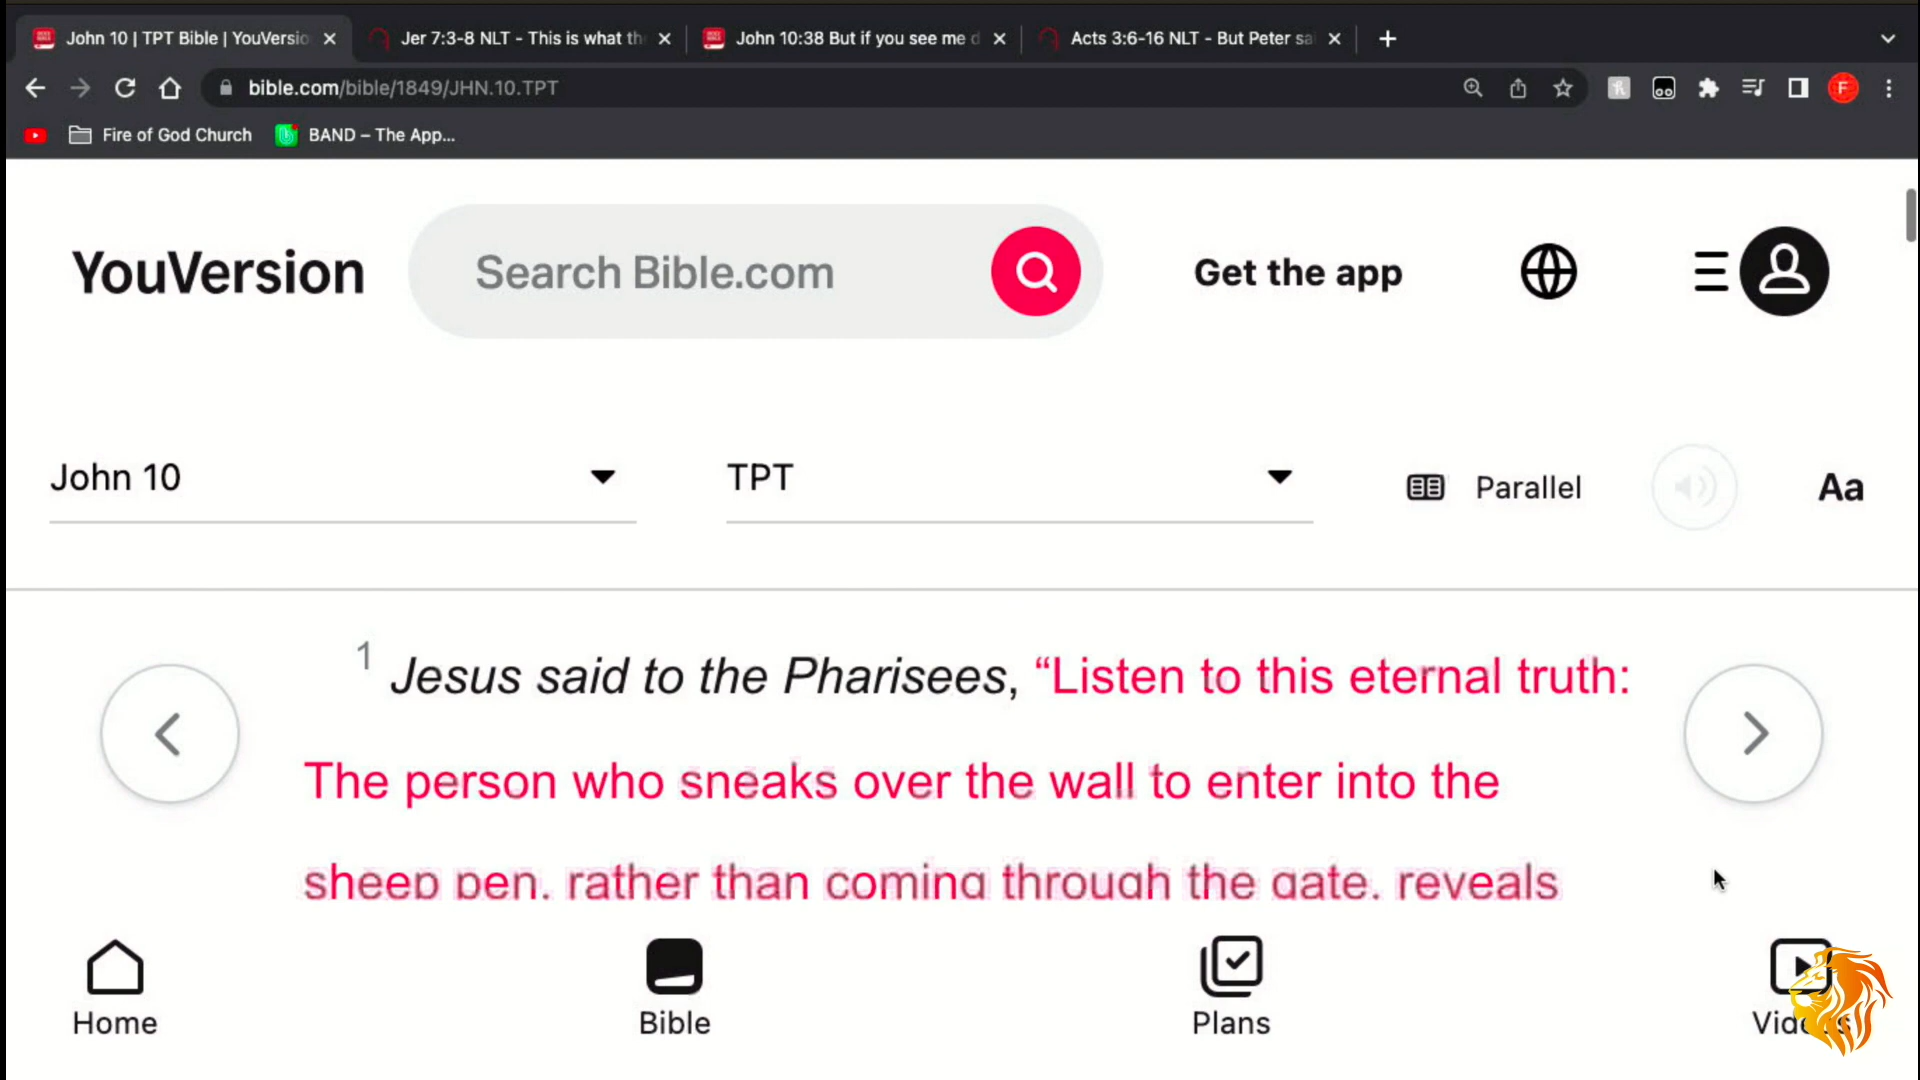 John 10 | TPT Bible | YouVersio
Jer 7:3-8 NLT - This is what th
John 10:38 But if you see me d
Acts 3:6-16 NLT - But Peter sa
bible.com/bible/1849/JHN.10.TPT
F
Fire of God Church
BAND – The App...
YouVersion
Search Bible.com
Get the app
John 10
TPT
Parallel
Aa
1 Jesus said to the Pharisees, “Listen to this eternal truth:
The person who sneaks over the wall to enter into the
sheep pen, rather than coming through the gate, reveals
Home
Bible
Plans
Videos